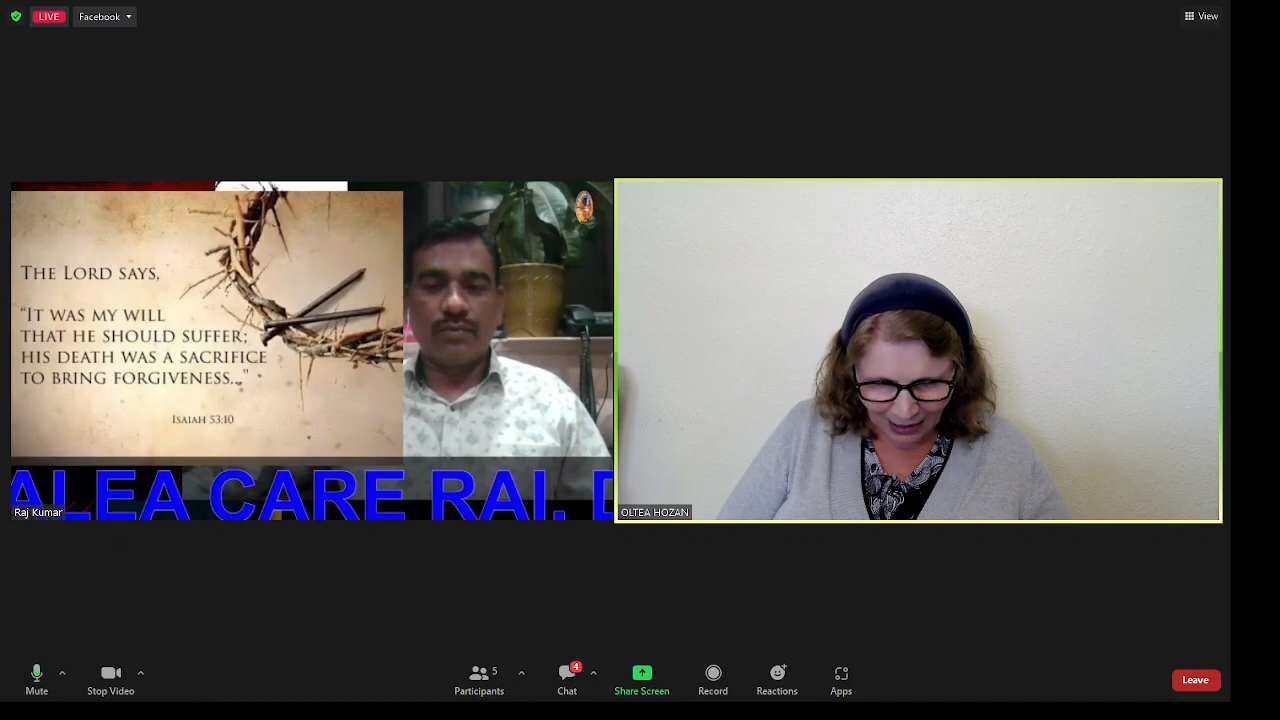 LIVE
Facebook
View
THE LORD SAYS,
"IT WAS MY WILL
THAT HE SHOULD SUFFER;
HIS DEATH WAS A SACRIFICE
TO BRING FORGIVENESS..."
ISAIAH 53:10
ALEA CARE RAI, D
Raj Kumar
OLTEA HOZAN
Mute
Stop Video
5
Participants
4
Chat
Share Screen
Record
Reactions
Apps
Leave